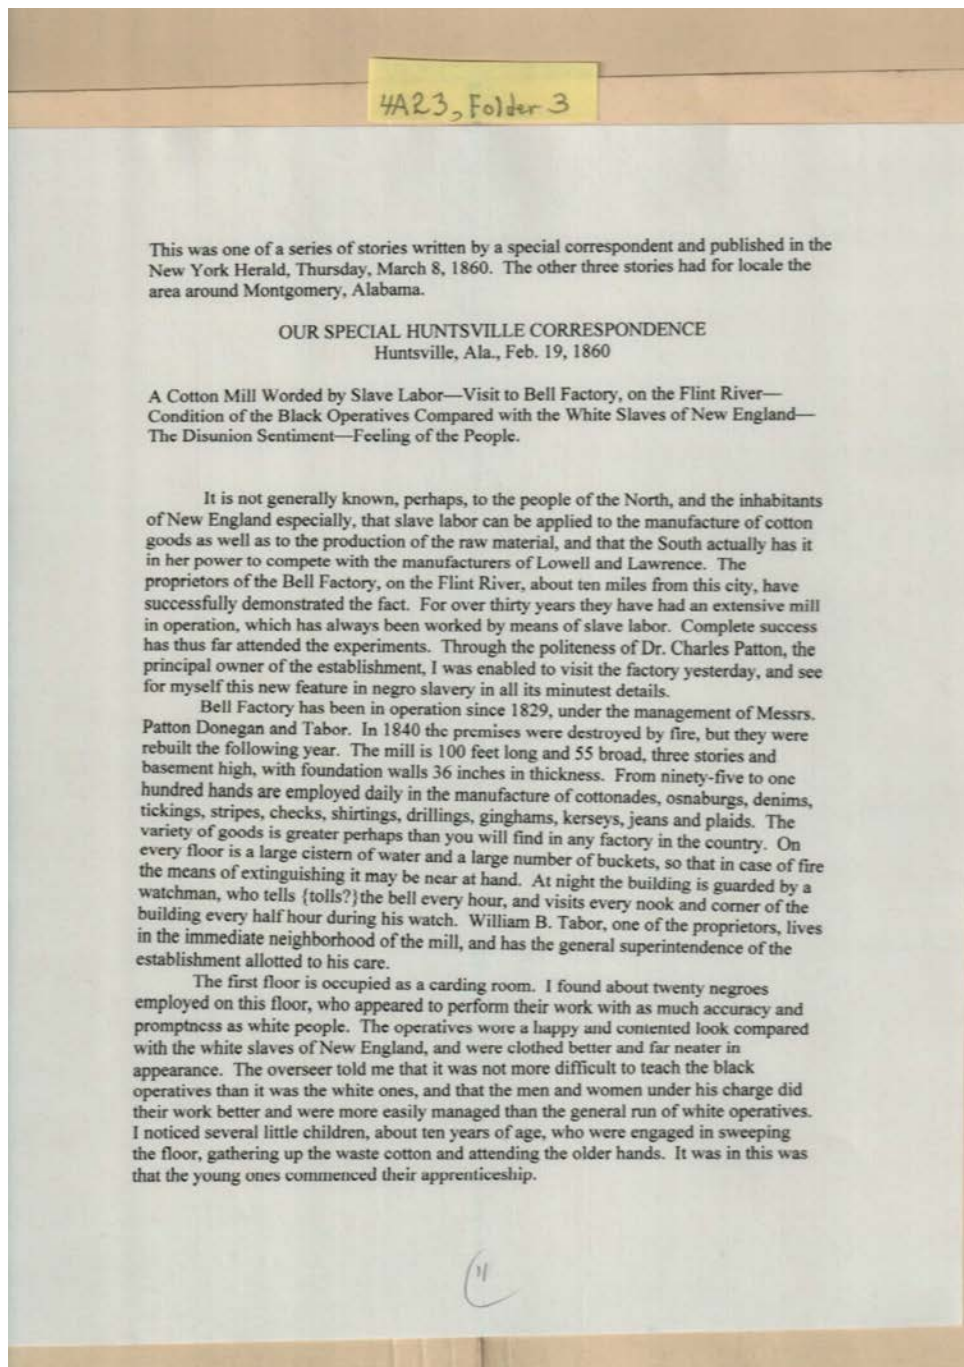 4A23, Folder 3
This was one of a series of stories written by a special correspondent and published in the
New York Herald, Thursday, March 8, 1860. The other three stories had for locale the
area around Montgomery, Alabama.
OUR SPECIAL HUNTSVILLE CORRESPONDENCE
Huntsville, Ala., Feb. 19, 1860
A Cotton Mill Worded by Slave Labor—Visit to Bell Factory, on the Flint River—
Condition of the Black Operatives Compared with the White Slaves of New England—
The Disunion Sentiment—Feeling of the People.
It is not generally known, perhaps, to the people of the North, and the inhabitants
of New England especially, that slave labor can be applied to the manufacture of cotton
goods as well as to the production of the raw material, and that the South actually has it
in her power to compete with the manufacturers of Lowell and Lawrence. The
proprietors of the Bell Factory, on the Flint River, about ten miles from this city, have
successfully demonstrated the fact. For over thirty years they have had an extensive mill
in operation, which has always been worked by means of slave labor. Complete success
has thus far attended the experiments. Through the politeness of Dr. Charles Patton, the
principal owner of the establishment, I was enabled to visit the factory yesterday, and see
for myself this new feature in negro slavery in all its minutest details.
Bell Factory has been in operation since 1829, under the management of Messrs.
Patton Donegan and Tabor. In 1840 the premises were destroyed by fire, but they were
rebuilt the following year. The mill is 100 feet long and 55 broad, three stories and
basement high, with foundation walls 36 inches in thickness. From ninety-five to one
hundred hands are employed daily in the manufacture of cottonades, osnaburgs, denims,
tickings, stripes, checks, shirtings, drillings, ginghams, kerseys, jeans and plaids. The
variety of goods is greater perhaps than you will find in any factory in the country. On
every floor is a large cistern of water and a large number of buckets, so that in case of fire
the means of extinguishing it may be near at hand. At night the building is guarded by a
watchman, who tells {tolls?}the bell every hour, and visits every nook and corner of the
building every half hour during his watch. William B. Tabor, one of the proprietors, lives
in the immediate neighborhood of the mill, and has the general superintendence of the
establishment allotted to his care.
The first floor is occupied as a carding room. I found about twenty negroes
employed on this floor, who appeared to perform their work with as much accuracy and
promptness as white people. The operatives wore a happy and contented look compared
with the white slaves of New England, and were clothed better and far neater in
appearance. The overseer told me that it was not more difficult to teach the black
operatives than it was the white ones, and that the men and women under his charge did
their work better and were more easily managed than the general run of white operatives.
I noticed several little children, about ten years of age, who were engaged in sweeping
the floor, gathering up the waste cotton and attending the older hands. It was in this was
that the young ones commenced their apprenticeship.